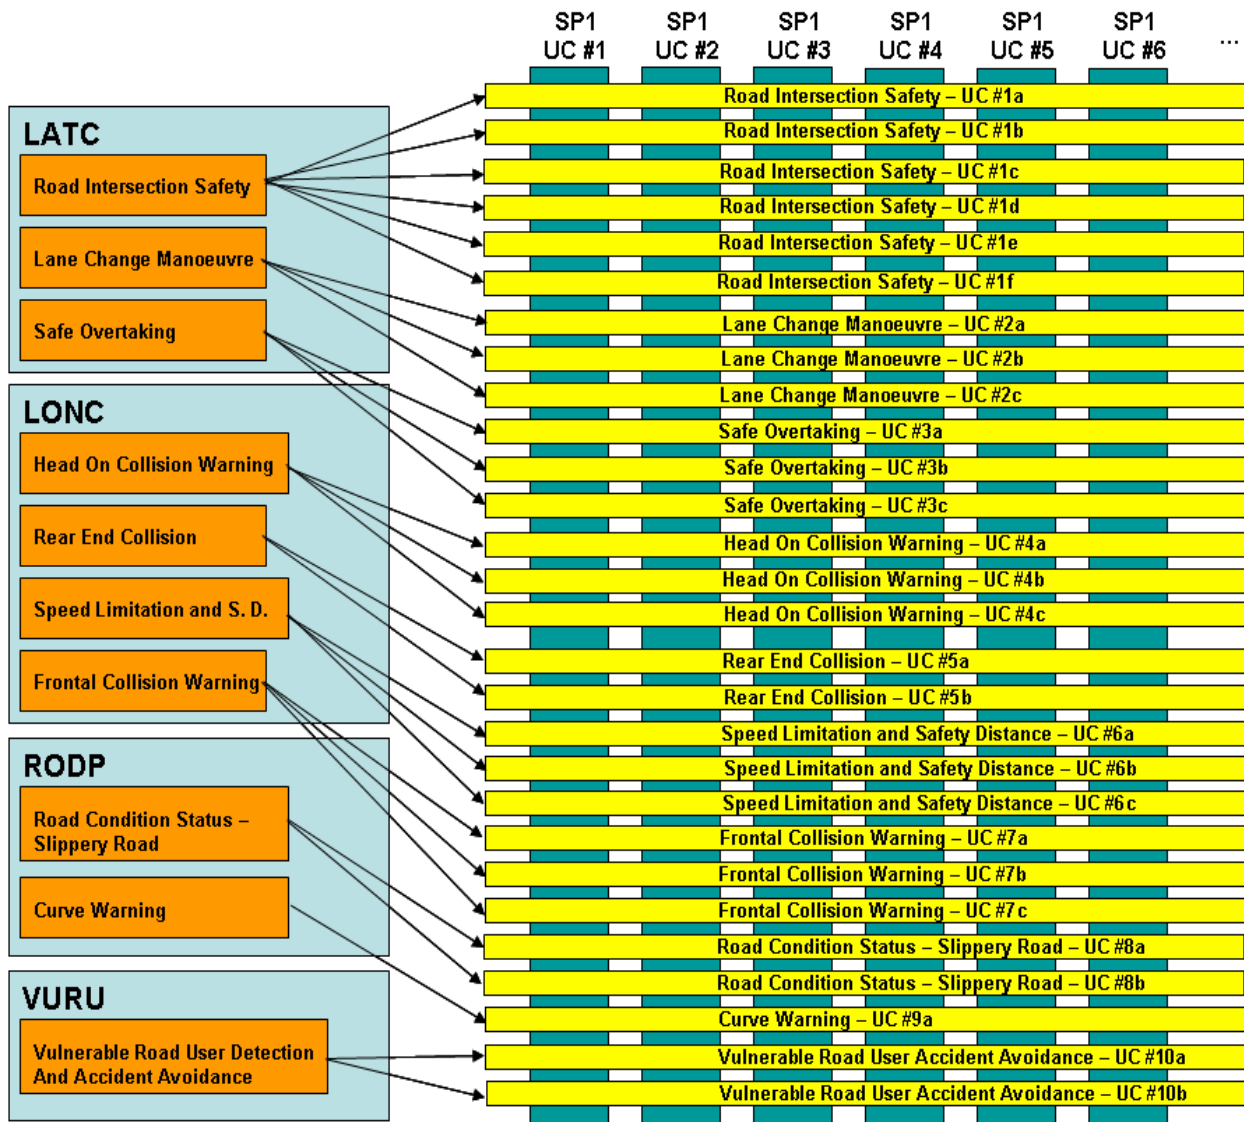 SP1 SP1 SP1 SP1 SP1 SP1
UC #1 UC #2 UC #3 UC #4 UC #5 UC #6 ...
LATC
Road Intersection Safety
Lane Change Manoeuvre
Safe Overtaking
LONC
Head On Collision Warning
Rear End Collision
Speed Limitation and S. D.
Frontal Collision Warning
RODP
Road Condition Status –
Slippery Road
Curve Warning
VURU
Vulnerable Road User Detection
And Accident Avoidance
Road Intersection Safety – UC #1a
Road Intersection Safety – UC #1b
Road Intersection Safety – UC #1c
Road Intersection Safety – UC #1d
Road Intersection Safety – UC #1e
Road Intersection Safety – UC #1f
Lane Change Manoeuvre – UC #2a
Lane Change Manoeuvre – UC #2b
Lane Change Manoeuvre – UC #2c
Safe Overtaking – UC #3a
Safe Overtaking – UC #3b
Safe Overtaking – UC #3c
Head On Collision Warning – UC #4a
Head On Collision Warning – UC #4b
Head On Collision Warning – UC #4c
Rear End Collision – UC #5a
Rear End Collision – UC #5b
Speed Limitation and Safety Distance – UC #6a
Speed Limitation and Safety Distance – UC #6b
Speed Limitation and Safety Distance – UC #6c
Frontal Collision Warning – UC #7a
Frontal Collision Warning – UC #7b
Frontal Collision Warning – UC #7c
Road Condition Status – Slippery Road – UC #8a
Road Condition Status – Slippery Road – UC #8b
Curve Warning – UC #9a
Vulnerable Road User Accident Avoidance – UC #10a
Vulnerable Road User Accident Avoidance – UC #10b